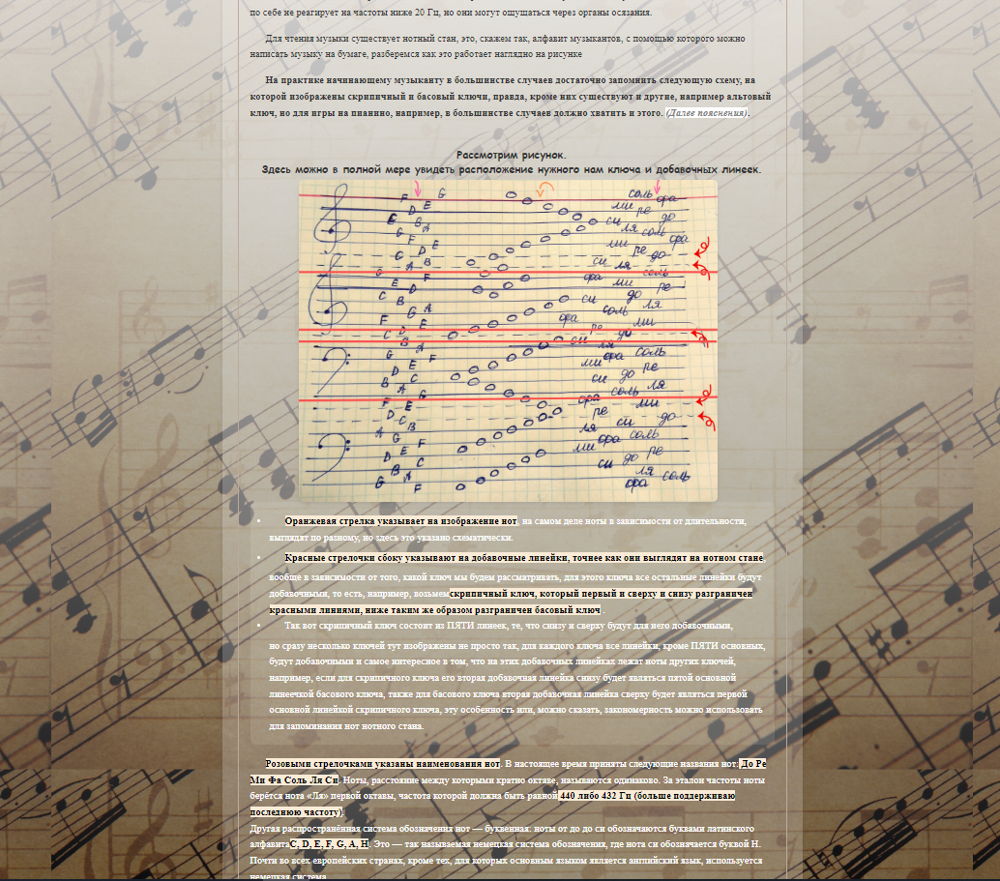 по себе не реагирует на частоты ниже 20 Гц, но они могут ощущаться через органы осязания.
Для чтения музыки существует нотный стан, это, скажем так, алфавит музыкантов, с помощью которого можно
написать музыку на бумаге, разберемся как это работает наглядно на рисунке
На практике начинающему музыканту в большинстве случаев достаточно запомнить следующую схему, на
которой изображены скрипичный и басовый ключи, правда, кроме них существуют и другие, например альтовый
ключ, но для игры на пианино, например, в большинстве случаев должно хватить и этого. (Далее пояснения).
Рассмотрим рисунок.
Здесь можно в полной мере увидеть расположение нужного нам ключа и добавочных линеек.
F G соль фа
D E ми ре
C B A си до
G ля соль
F E ми фа
C D ре до
A B си ля
G F фа соль
E D ми ре
C B си до
G A соль ля
F E фа ми
C D ре до
B A си ля
G F фа соль
D E ми ре
B C си до
A G соль ля
F E фа ми
D C ре до
A B ля си
G F фа соль
D E ми ре
B C си до
G A ля соль
F фа
Оранжевая стрелка указывает на изображение нот, на самом деле ноты в зависимости от длительности,
выглядят по разному, но здесь это указано схематически.
Красные стрелочки сбоку указывают на добавочные линейки, точнее как они выглядят на нотном стане
вообще в зависимости от того, какой ключ мы будем рассматривать, для этого ключа все остальные линейки будут
добавочными, то есть, например, возьмем скрипичный ключ, который первый и сверху и снизу разграничен
красными линиями, ниже таким же образом разграничен басовый ключ .
Так вот скрипичный ключ состоит из ПЯТИ линеек, те, что снизу и сверху будут для него добавочными,
но сразу несколько ключей тут изображены не просто так, для каждого ключа все линейки, кроме ПЯТИ основных,
будут добавочными и самое интересное в том, что на этих добавочных линейках лежат ноты других ключей,
например, если для скрипичного ключа его вторая добавочная линейка снизу будет являться пятой основной
линеечкой басового ключа, также для басового ключа вторая добавочная линейка сверху будет являться первой
основной линейкой скрипичного ключа, эту особенность или, можно сказать, закономерность можно использовать
для запоминания нот нотного стана.
Розовыми стрелочками указаны наименования нот. В настоящее время приняты следующие названия нот: До Ре
Ми Фа Соль Ля Си. Ноты, расстояние между которыми кратно октаве, называются одинаково. За эталон частоты ноты
берётся нота «Ля» первой октавы, частота которой должна быть равной 440 либо 432 Гц (больше поддерживаю
последнюю частоту).
Другая распространённая система обозначения нот — буквенная: ноты от до до си обозначаются буквами латинского
алфавита C, D, E, F, G, A, H. Это — так называемая немецкая система обозначения, где нота си обозначается буквой H.
Почти во всех европейских странах, кроме тех, для которых основным языком является английский язык, используется
немецкая система.